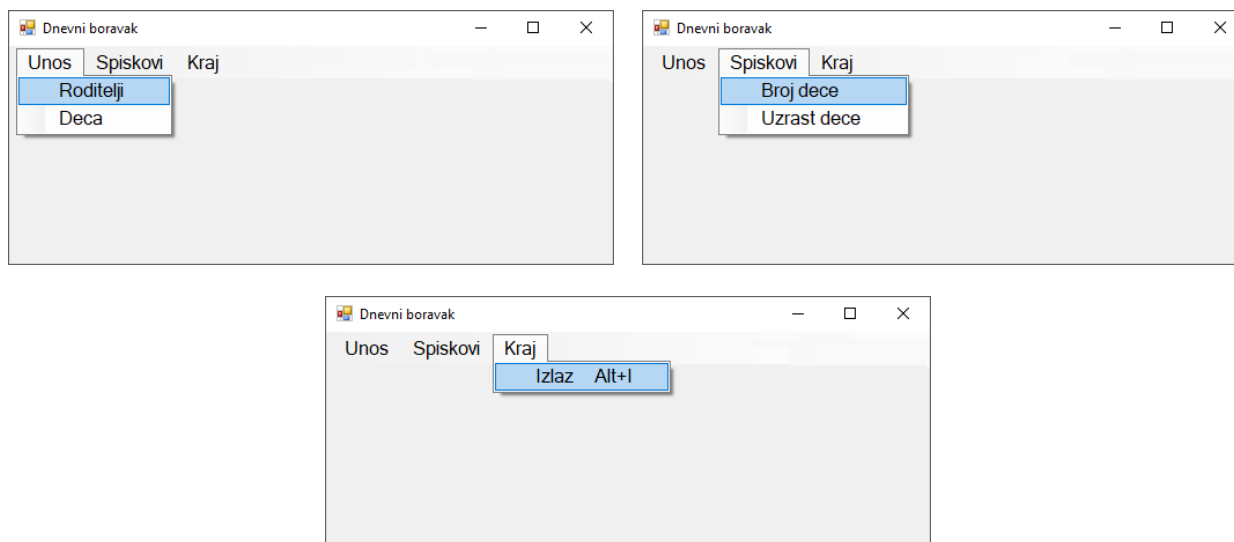 Dnevni boravak
Unos Spiskovi Kraj
Roditelji
Deca
Dnevni boravak
Unos Spiskovi Kraj
Broj dece
Uzrast dece
Dnevni boravak
Unos Spiskovi Kraj
Izlaz Alt+I